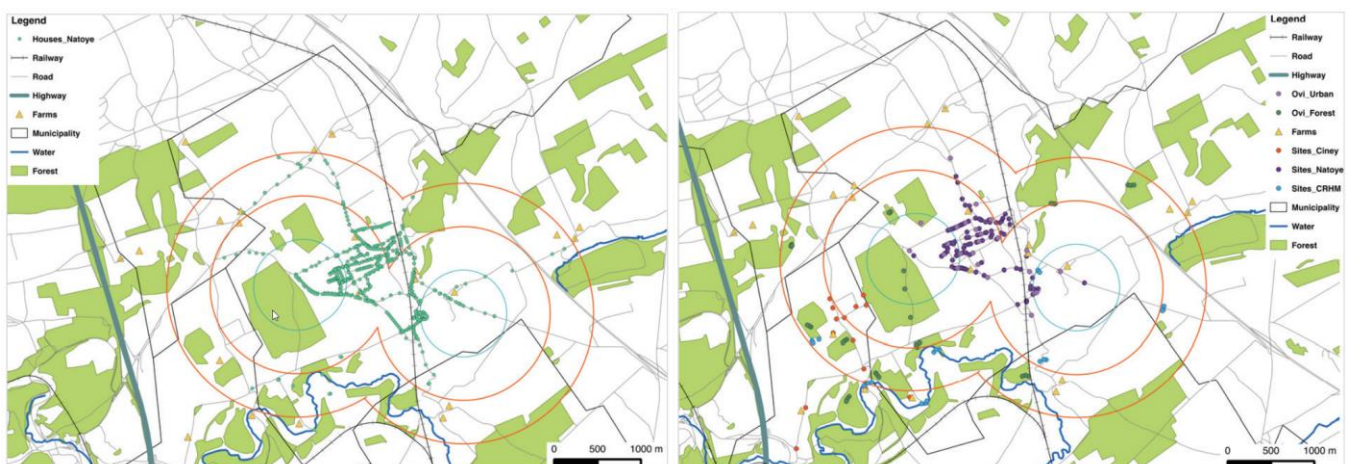 Legend
Houses_Natoye
Railway
Road
Highway
Farms
Municipality
Water
Forest
0 500 1000 m
Legend
Railway
Road
Highway
Ovi_Urban
Ovi_Forest
Farms
Sites_Ciney
Sites_Natoye
Sites_CRHM
Municipality
Water
Forest
0 500 1000 m